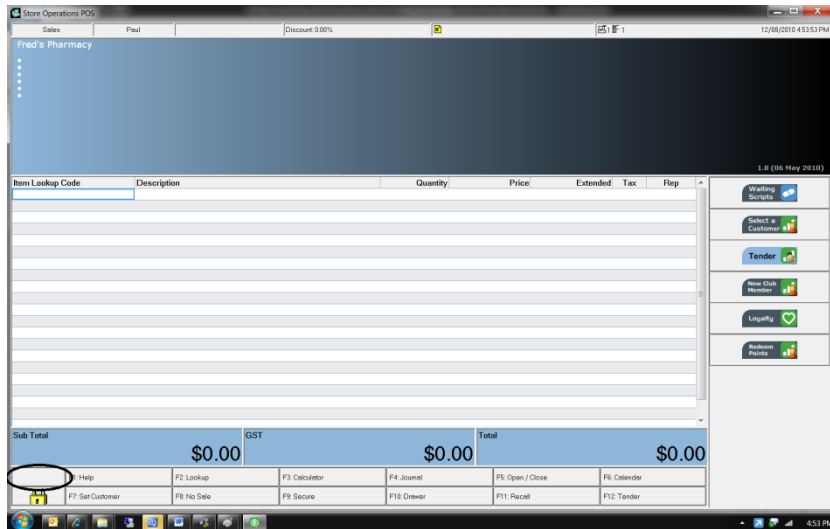 Store Operations POS
Sales Paul Discount 0.00% 1 1 12/08/2010 4:53:53 PM
Fred's Pharmacy
1.8 (06 May 2010)
Item Lookup Code Description Quantity Price Extended Tax Rep
Waiting Scripts
Select a Customer
Tender
New Club Member
Loyalty
Redeem Points
Sub Total GST Total
$0.00 $0.00 $0.00
Help F2: Lookup F3: Calculator F4: Journal F5: Open / Close F6: Calendar
F7: Set Customer F8: No Sale F9: Secure F10: Drawer F11: Recall F12: Tender
4:53 PM